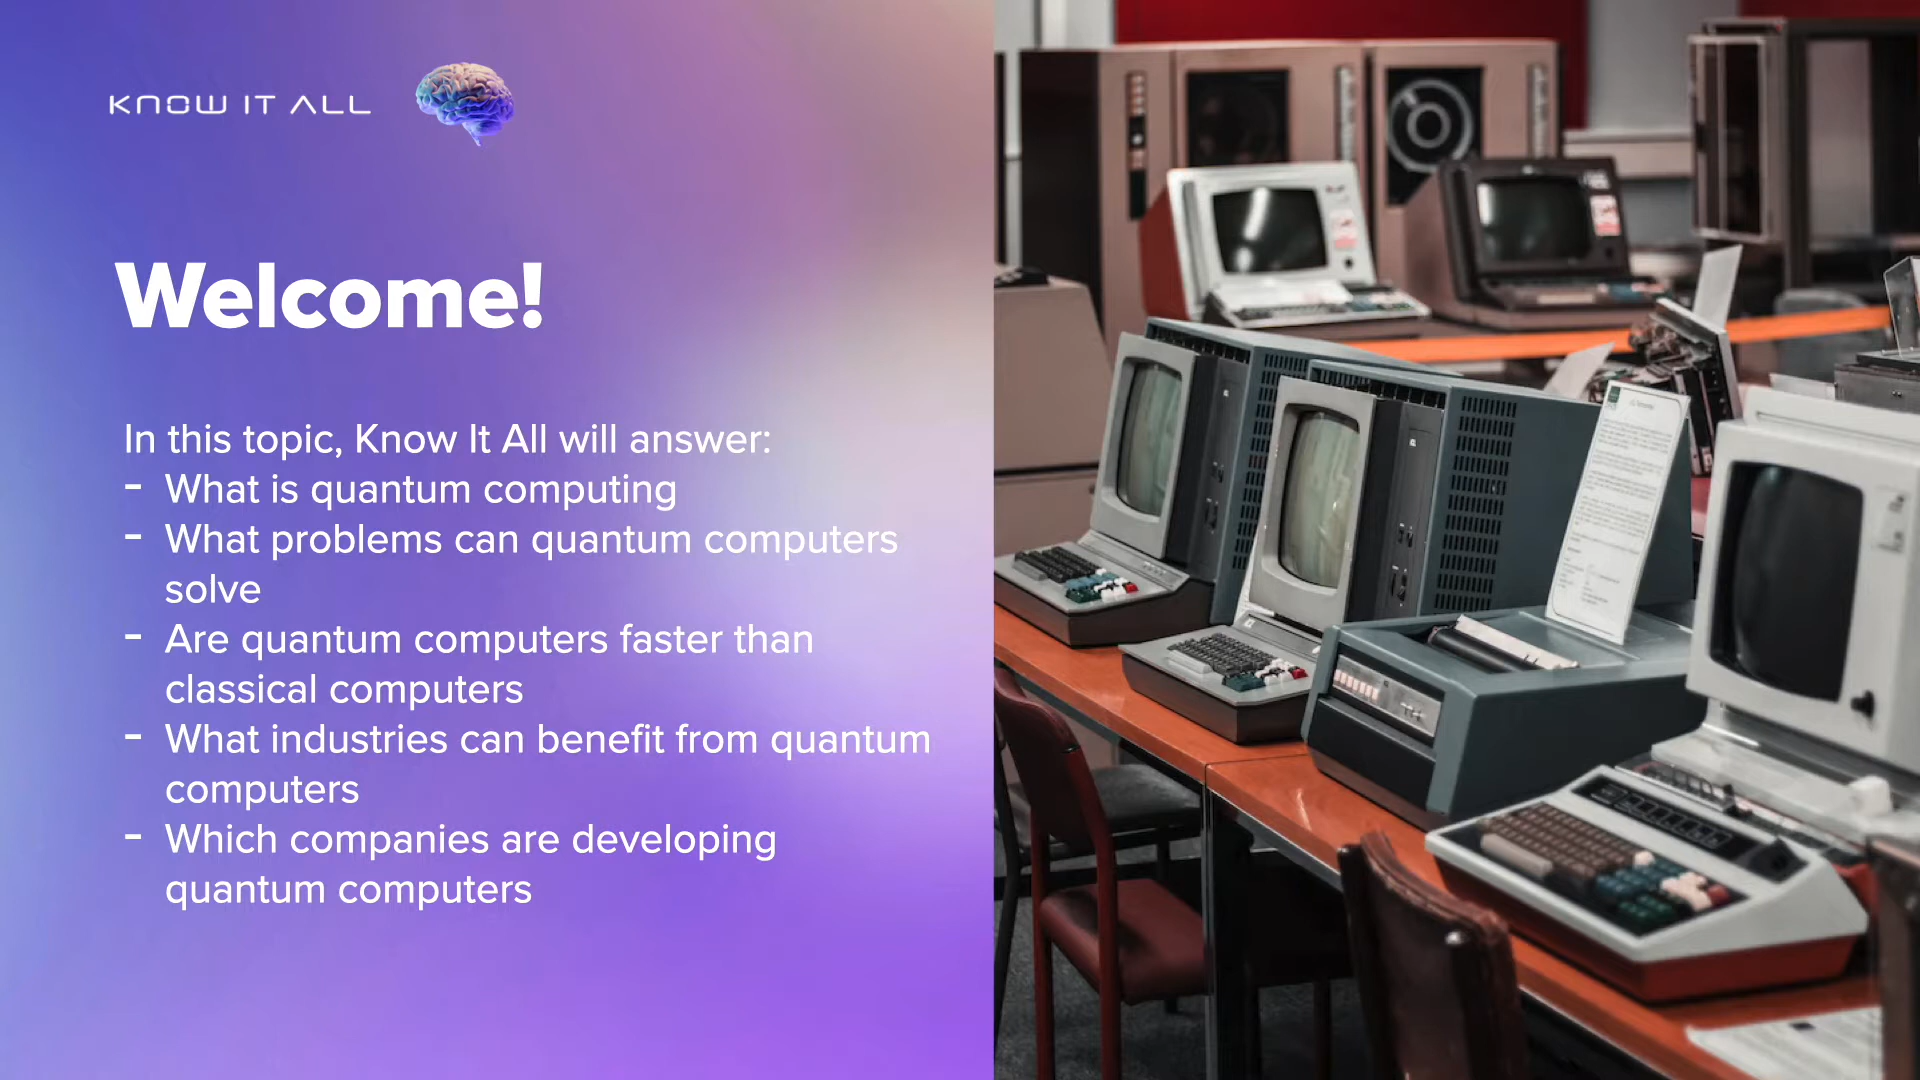 KNOW IT ALL
Welcome!
In this topic, Know It All will answer:
- What is quantum computing
- What problems can quantum computers
solve
- Are quantum computers faster than
classical computers
- What industries can benefit from quantum
computers
- Which companies are developing
quantum computers